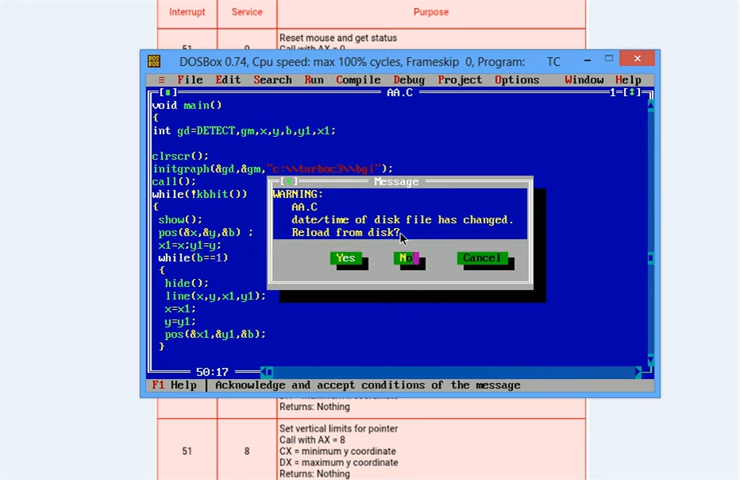 Interrupt Service Purpose
Reset mouse and get status
51 0 Call with AX = 0
DOSBox 0.74, Cpu speed: max 100% cycles, Frameskip 0, Program: TC
≡ File Edit Search Run Compile Debug Project Options Window Help
AA.C 1=[↕]
void main()
{
int gd=DETECT,gm,x,y,b,y1,x1;
clrscr();
initgraph(&gd,&gm,"c:\\turboc3\\bgi");
call();
while(!kbhit())
{
show();
pos(&x,&y,&b) ;
x1=x;y1=y;
while(b==1)
{
hide();
line(x,y,x1,y1);
x=x1;
y=y1;
pos(&x1,&y1,&b);
}
Message
WARNING:
AA.C
date/time of disk file has changed.
Reload from disk?
Yes No Cancel
50:17
F1 Help | Acknowledge and accept conditions of the message
Returns: Nothing
Set vertical limits for pointer
Call with AX = 8
51 8 CX = minimum y coordinate
DX = maximum y coordinate
Returns: Nothing